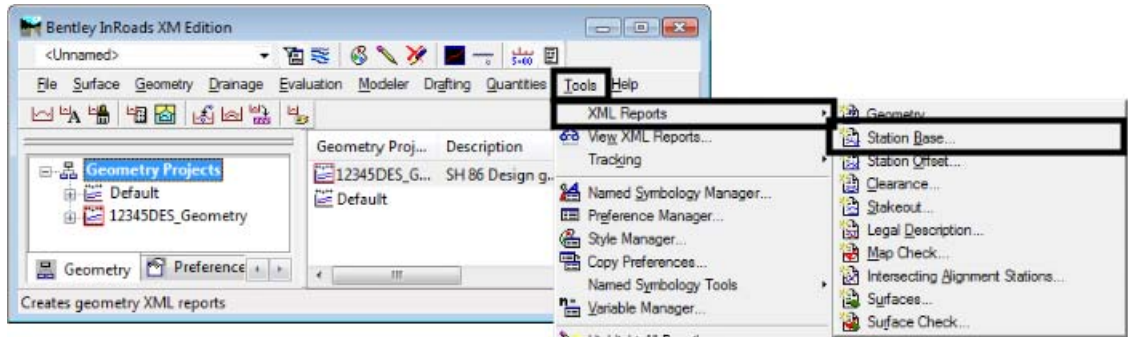 Bentley InRoads XM Edition
<Unnamed>
File Surface Geometry Drainage Evaluation Modeler Drafting Quantities Tools Help
Geometry Projects
Default
12345DES_Geometry
Geometry Preference
Geometry Proj... Description
12345DES_G... SH 86 Design g..
Default
Creates geometry XML reports
XML Reports
View XML Reports...
Tracking
Named Symbology Manager...
Preference Manager...
Style Manager...
Copy Preferences...
Named Symbology Tools
Variable Manager...
Geometry
Station Base...
Station Offset...
Clearance...
Stakeout...
Legal Description...
Map Check...
Intersecting Alignment Stations...
Surfaces...
Surface Check...